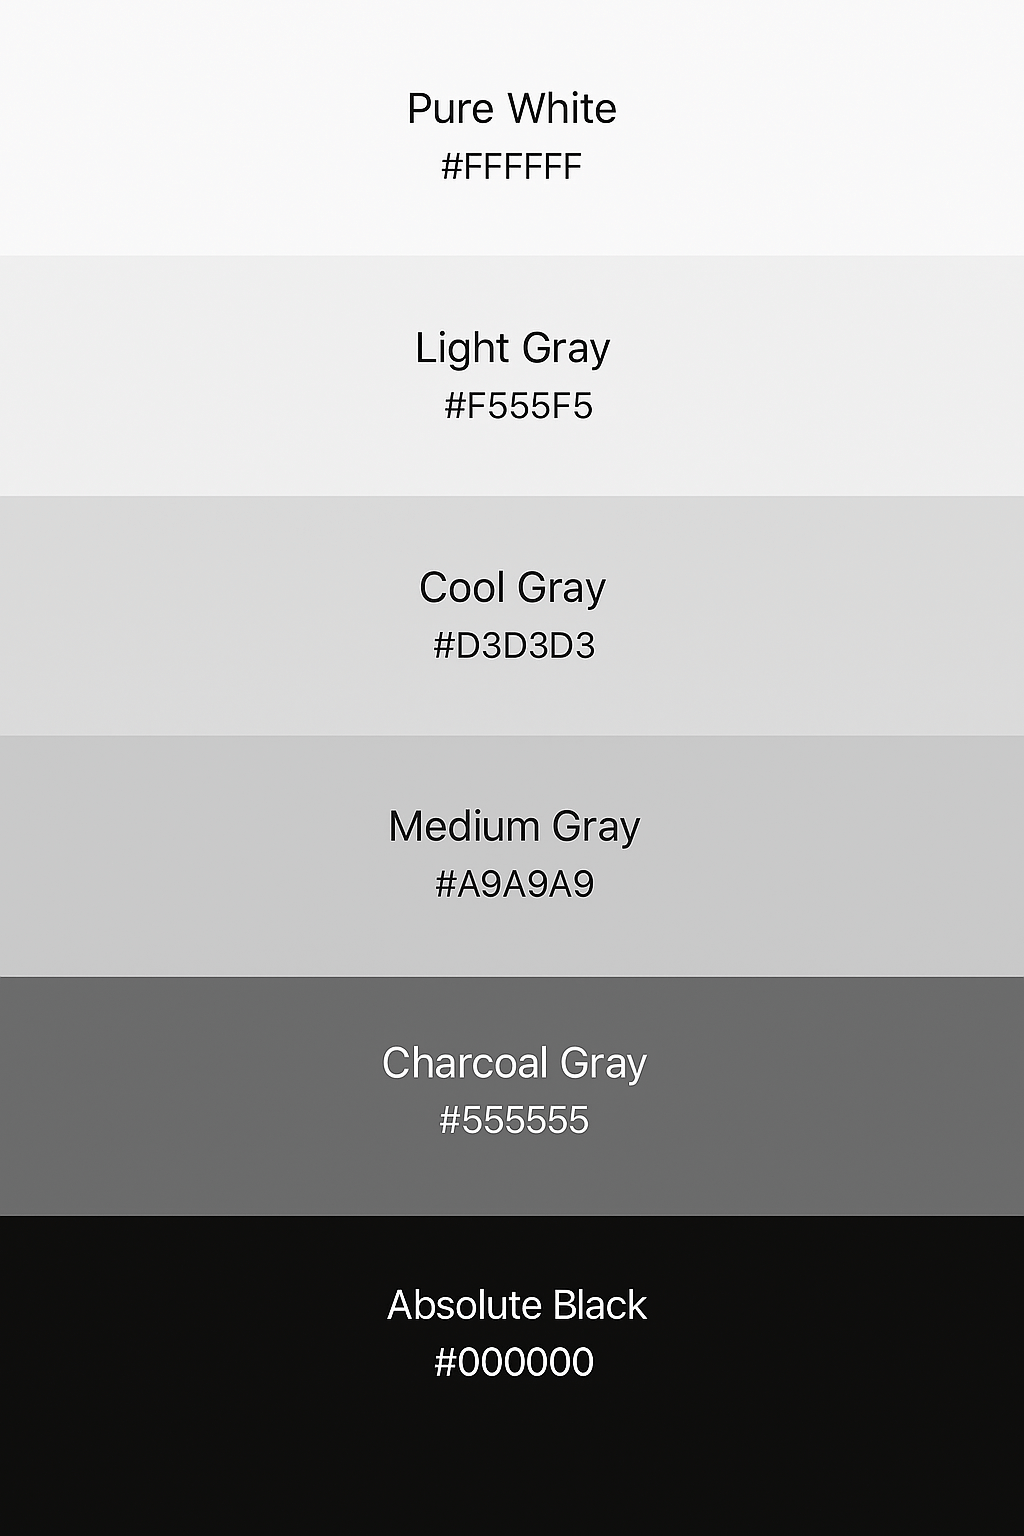 Pure White
#FFFFFF
Light Gray
#F555F5
Cool Gray
#D3D3D3
Medium Gray
#A9A9A9
Charcoal Gray
#555555
Absolute Black
#000000